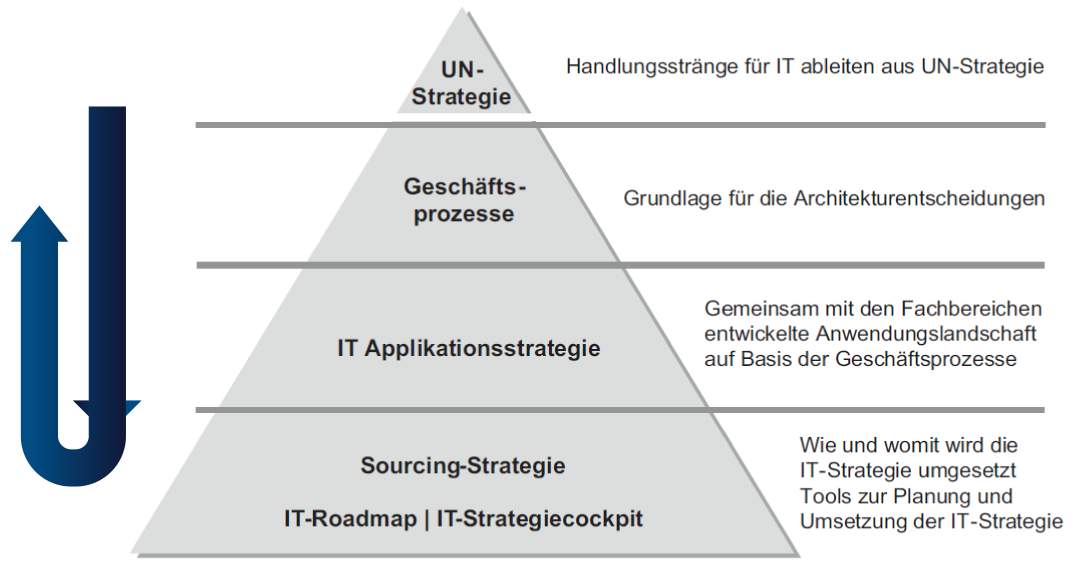 UN-
Strategie
Handlungsstränge für IT ableiten aus UN-Strategie
Geschäfts-
prozesse
Grundlage für die Architekturentscheidungen
IT Applikationsstrategie
Gemeinsam mit den Fachbereichen
entwickelte Anwendungslandschaft
auf Basis der Geschäftsprozesse
Sourcing-Strategie
IT-Roadmap | IT-Strategiecockpit
Wie und womit wird die
IT-Strategie umgesetzt
Tools zur Planung und
Umsetzung der IT-Strategie